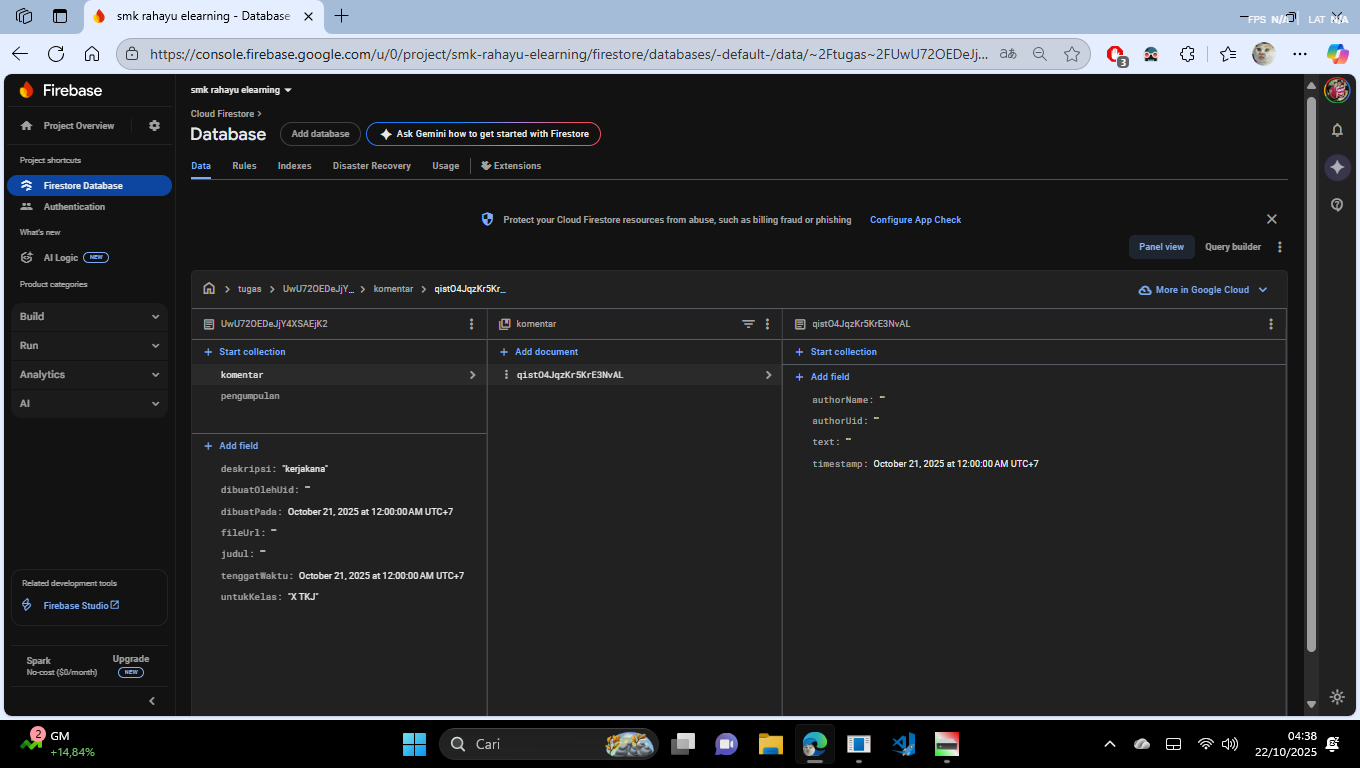 smk rahayu elearning - Database
FPS N/A LAT N/A
https://console.firebase.google.com/u/0/project/smk-rahayu-elearning/firestore/databases/-default-/data/~2Ftugas~2FUwU72OEDeJj...
3
Firebase
smk rahayu elearning
Project Overview
Cloud Firestore
Database
Add database
Ask Gemini how to get started with Firestore
Project shortcuts
Data Rules Indexes Disaster Recovery Usage Extensions
Firestore Database
Authentication
What's new
AI Logic NEW
Product categories
Build
Run
Analytics
AI
Protect your Cloud Firestore resources from abuse, such as billing fraud or phishing Configure App Check
Panel view Query builder
tugas > UwU72OEDeJjY... > komentar > qistO4JqzKr5Kr...
More in Google Cloud
UwU72OEDeJjY4XSAEjK2
Start collection
komentar
pengumpulan
Add field
deskripsi: "kerjakana"
dibuatOlehUid: ""
dibuatPada: October 21, 2025 at 12:00:00 AM UTC+7
fileUrl: ""
judul: ""
tenggatWaktu: October 21, 2025 at 12:00:00 AM UTC+7
untukKelas: "X TKJ"
komentar
Add document
qistO4JqzKr5KrE3NvAL
qistO4JqzKr5KrE3NvAL
Start collection
Add field
authorName: ""
authorUid: ""
text: ""
timestamp: October 21, 2025 at 12:00:00 AM UTC+7
Related development tools
Firebase Studio
Spark
No-cost ($0/month)
Upgrade
NEW
2
GM
+14,84%
Cari
04:38
22/10/2025